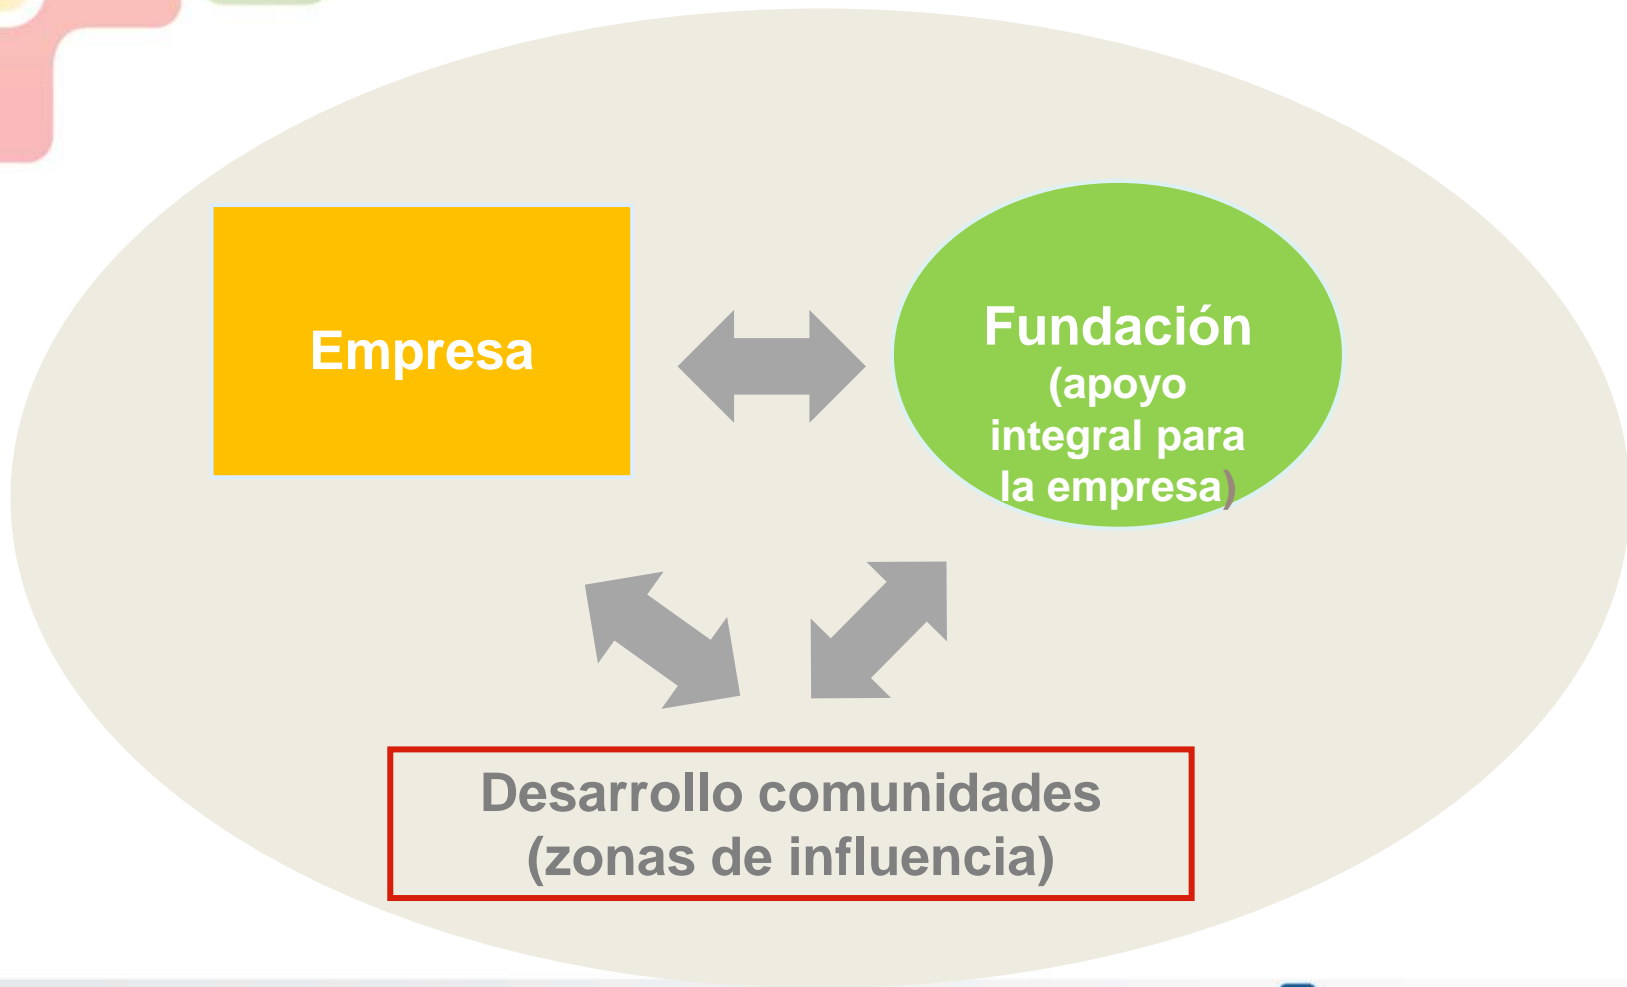 Empresa
Fundación
(apoyo
integral para
la empresa)
Desarrollo comunidades
(zonas de influencia)